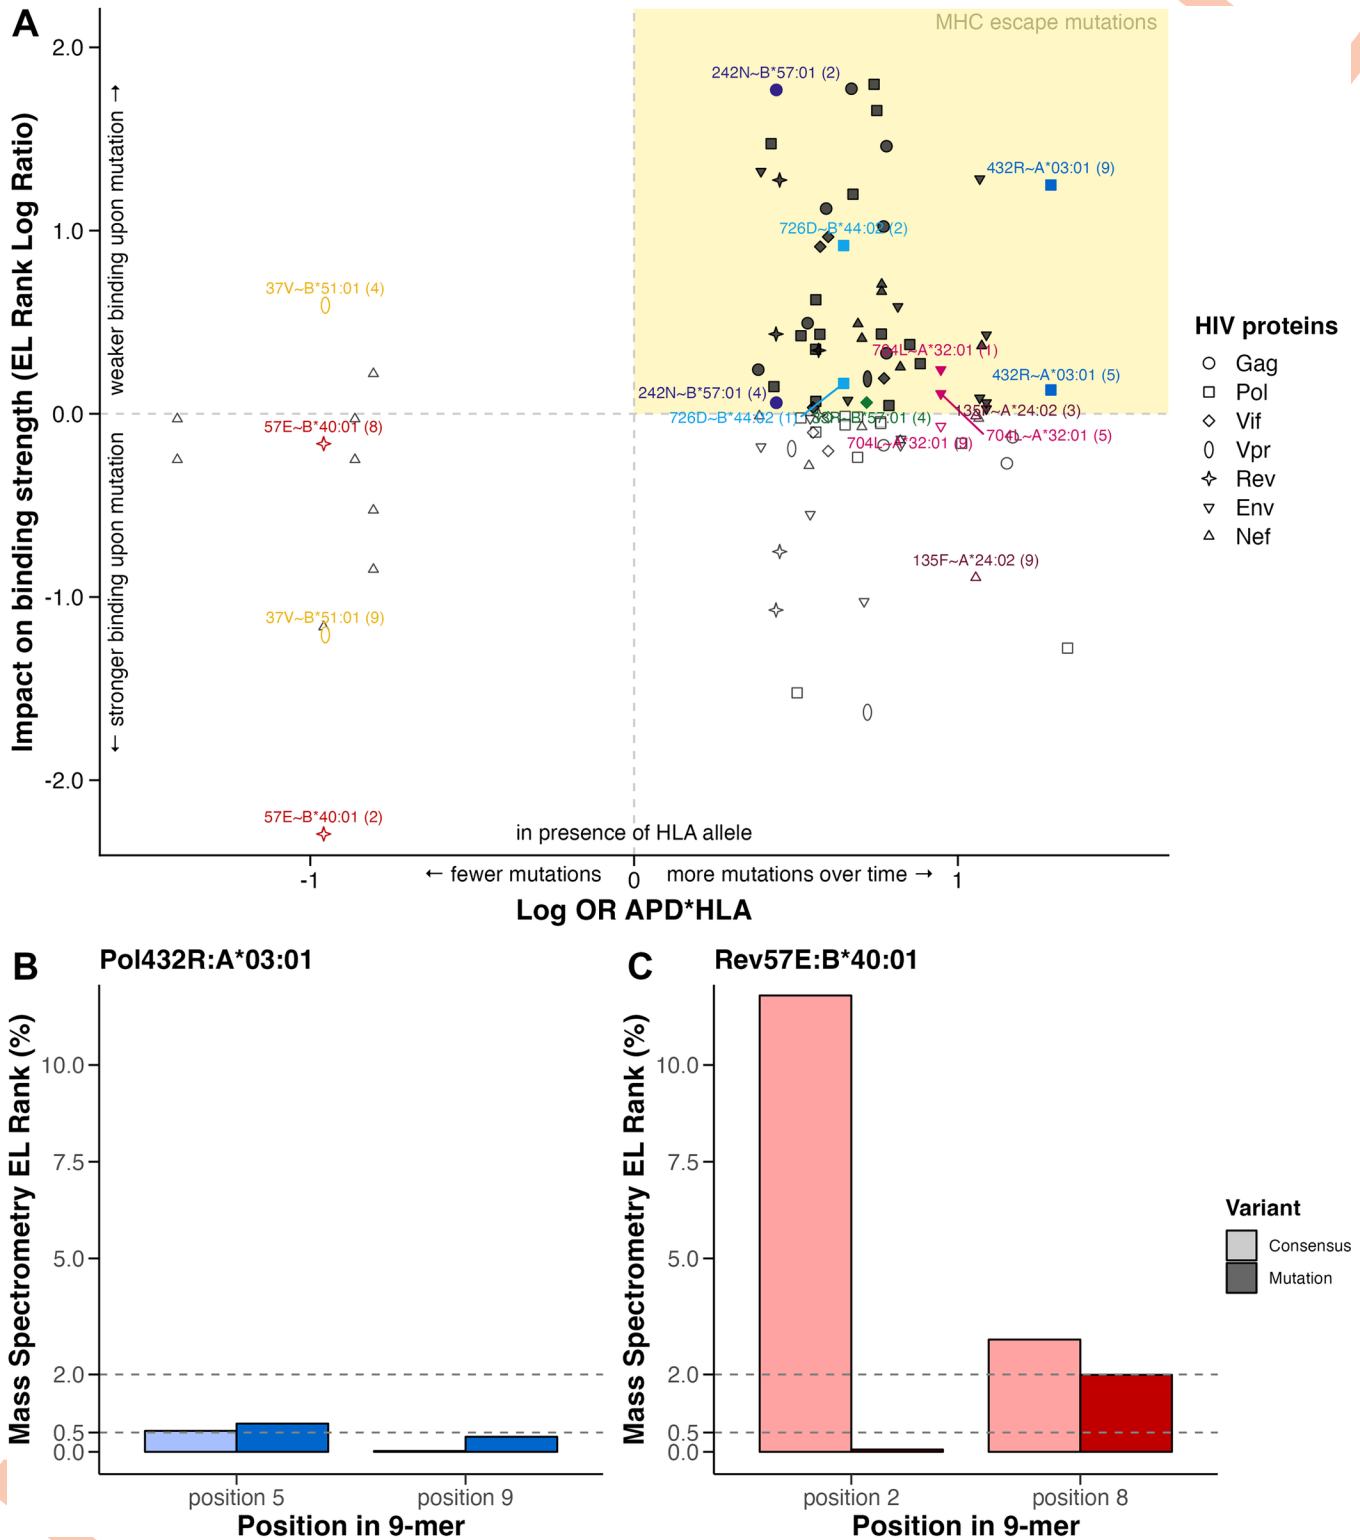 A
MHC escape mutations
2.0
1.0
0.0
-1.0
-2.0
Impact on binding strength (EL Rank Log Ratio)
← stronger binding upon mutation   weaker binding upon mutation →
242N~B*57:01 (2)
432R~A*03:01 (9)
726D~B*44:02 (2)
37V~B*51:01 (4)
704L~A*32:01 (1)
432R~A*03:01 (5)
242N~B*57:01 (4)
135F~A*24:02 (3)
726D~B*44:02 (1)
33R~B*57:01 (4)
57E~B*40:01 (8)
704L~A*32:01 (9)
704L~A*32:01 (5)
135F~A*24:02 (9)
37V~B*51:01 (9)
57E~B*40:01 (2)
in presence of HLA allele
← fewer mutations
more mutations over time →
-1
0
1
Log OR APD*HLA
HIV proteins
Gag
Pol
Vif
Vpr
Rev
Env
Nef
B
Pol432R:A*03:01
Mass Spectrometry EL Rank (%)
10.0
7.5
5.0
2.0
0.5
0.0
position 5
position 9
Position in 9-mer
C
Rev57E:B*40:01
Mass Spectrometry EL Rank (%)
10.0
7.5
5.0
2.0
0.5
0.0
position 2
position 8
Position in 9-mer
Variant
Consensus
Mutation